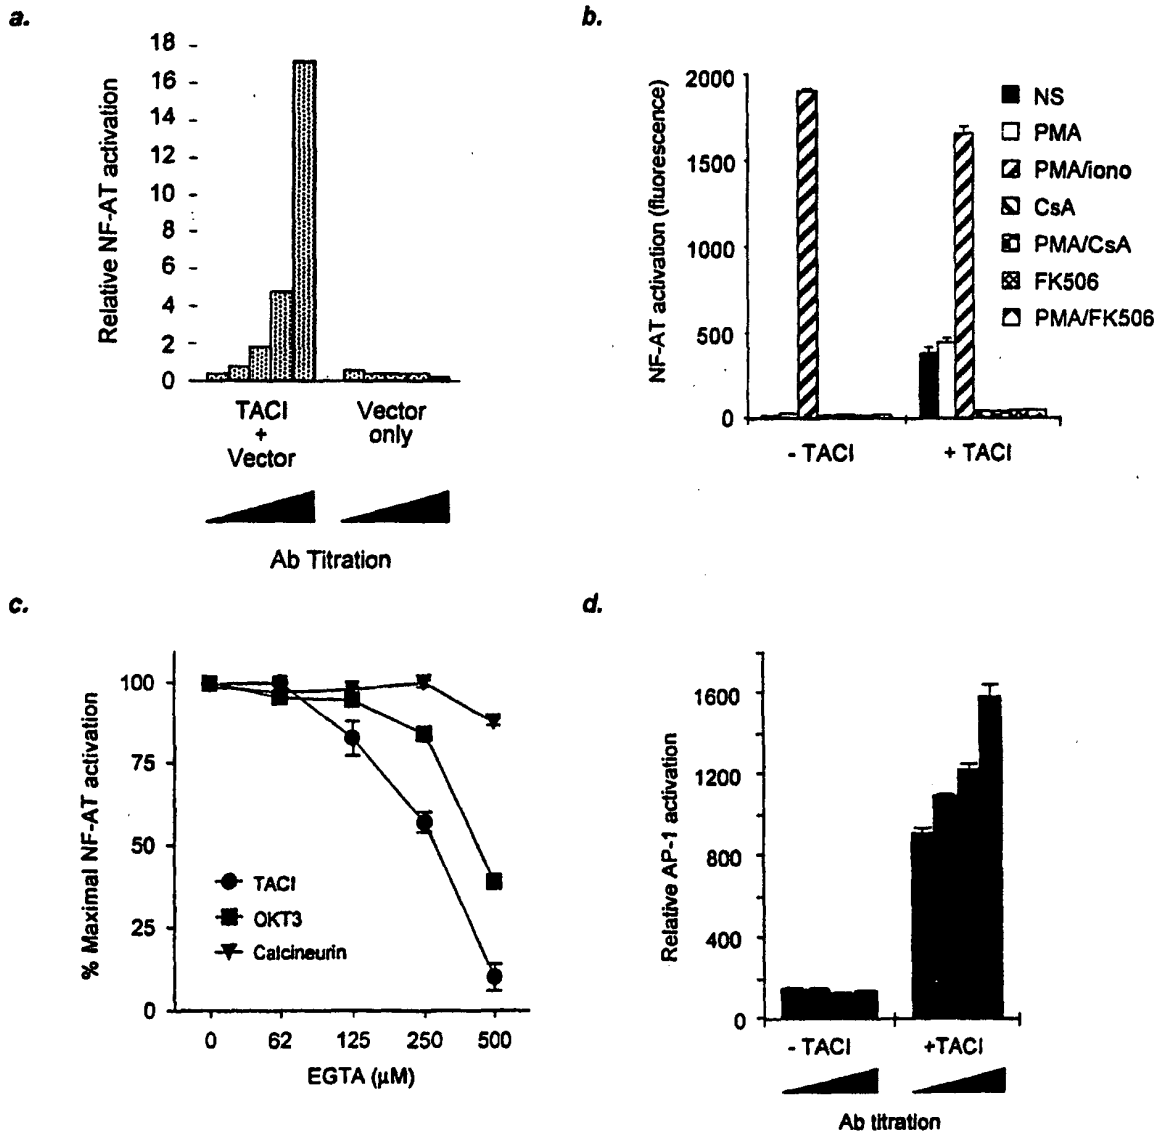 a.
18
16
14
12
10
8
6
4
2
0
Relative NF-AT activation
TACI
+
Vector
Vector
only
Ab Titration
b.
2000
1500
1000
500
0
NF-AT activation (fluorescence)
NS
PMA
PMA/iono
CsA
PMA/CsA
FK506
PMA/FK506
- TACI
+ TACI
c.
100
75
50
25
0
% Maximal NF-AT activation
TACI
OKT3
Calcineurin
0 62 125 250 500
EGTA (μM)
d.
1600
1200
800
400
0
Relative AP-1 activation
- TACI
+TACI
Ab titration